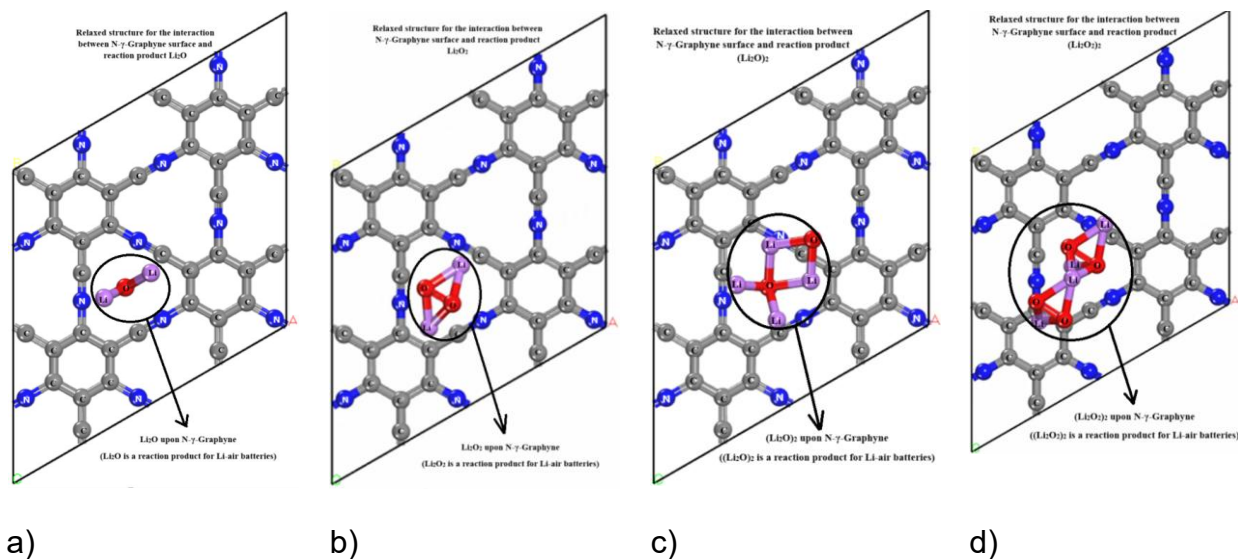 Relaxed structure for the interaction
between N-γ-Graphyne surface and
reaction product Li₂O
Li₂O upon N-γ-Graphyne
(Li₂O is a reaction product for Li-air batteries)
a)
Relaxed structure for the interaction between
N-γ-Graphyne surface and reaction product
Li₂O₂
Li₂O₂ upon N-γ-Graphyne
(Li₂O₂ is a reaction product for Li-air batteries)
b)
Relaxed structure for the interaction between
N-γ-Graphyne surface and reaction product
(Li₂O)₂
(Li₂O)₂ upon N-γ-Graphyne
((Li₂O)₂ is a reaction product for Li-air batteries)
c)
Relaxed structure for the interaction between
N-γ-Graphyne surface and reaction product
(Li₂O₂)₂
(Li₂O₂)₂ upon N-γ-Graphyne
((Li₂O₂)₂ is a reaction product for Li-air batteries)
d)